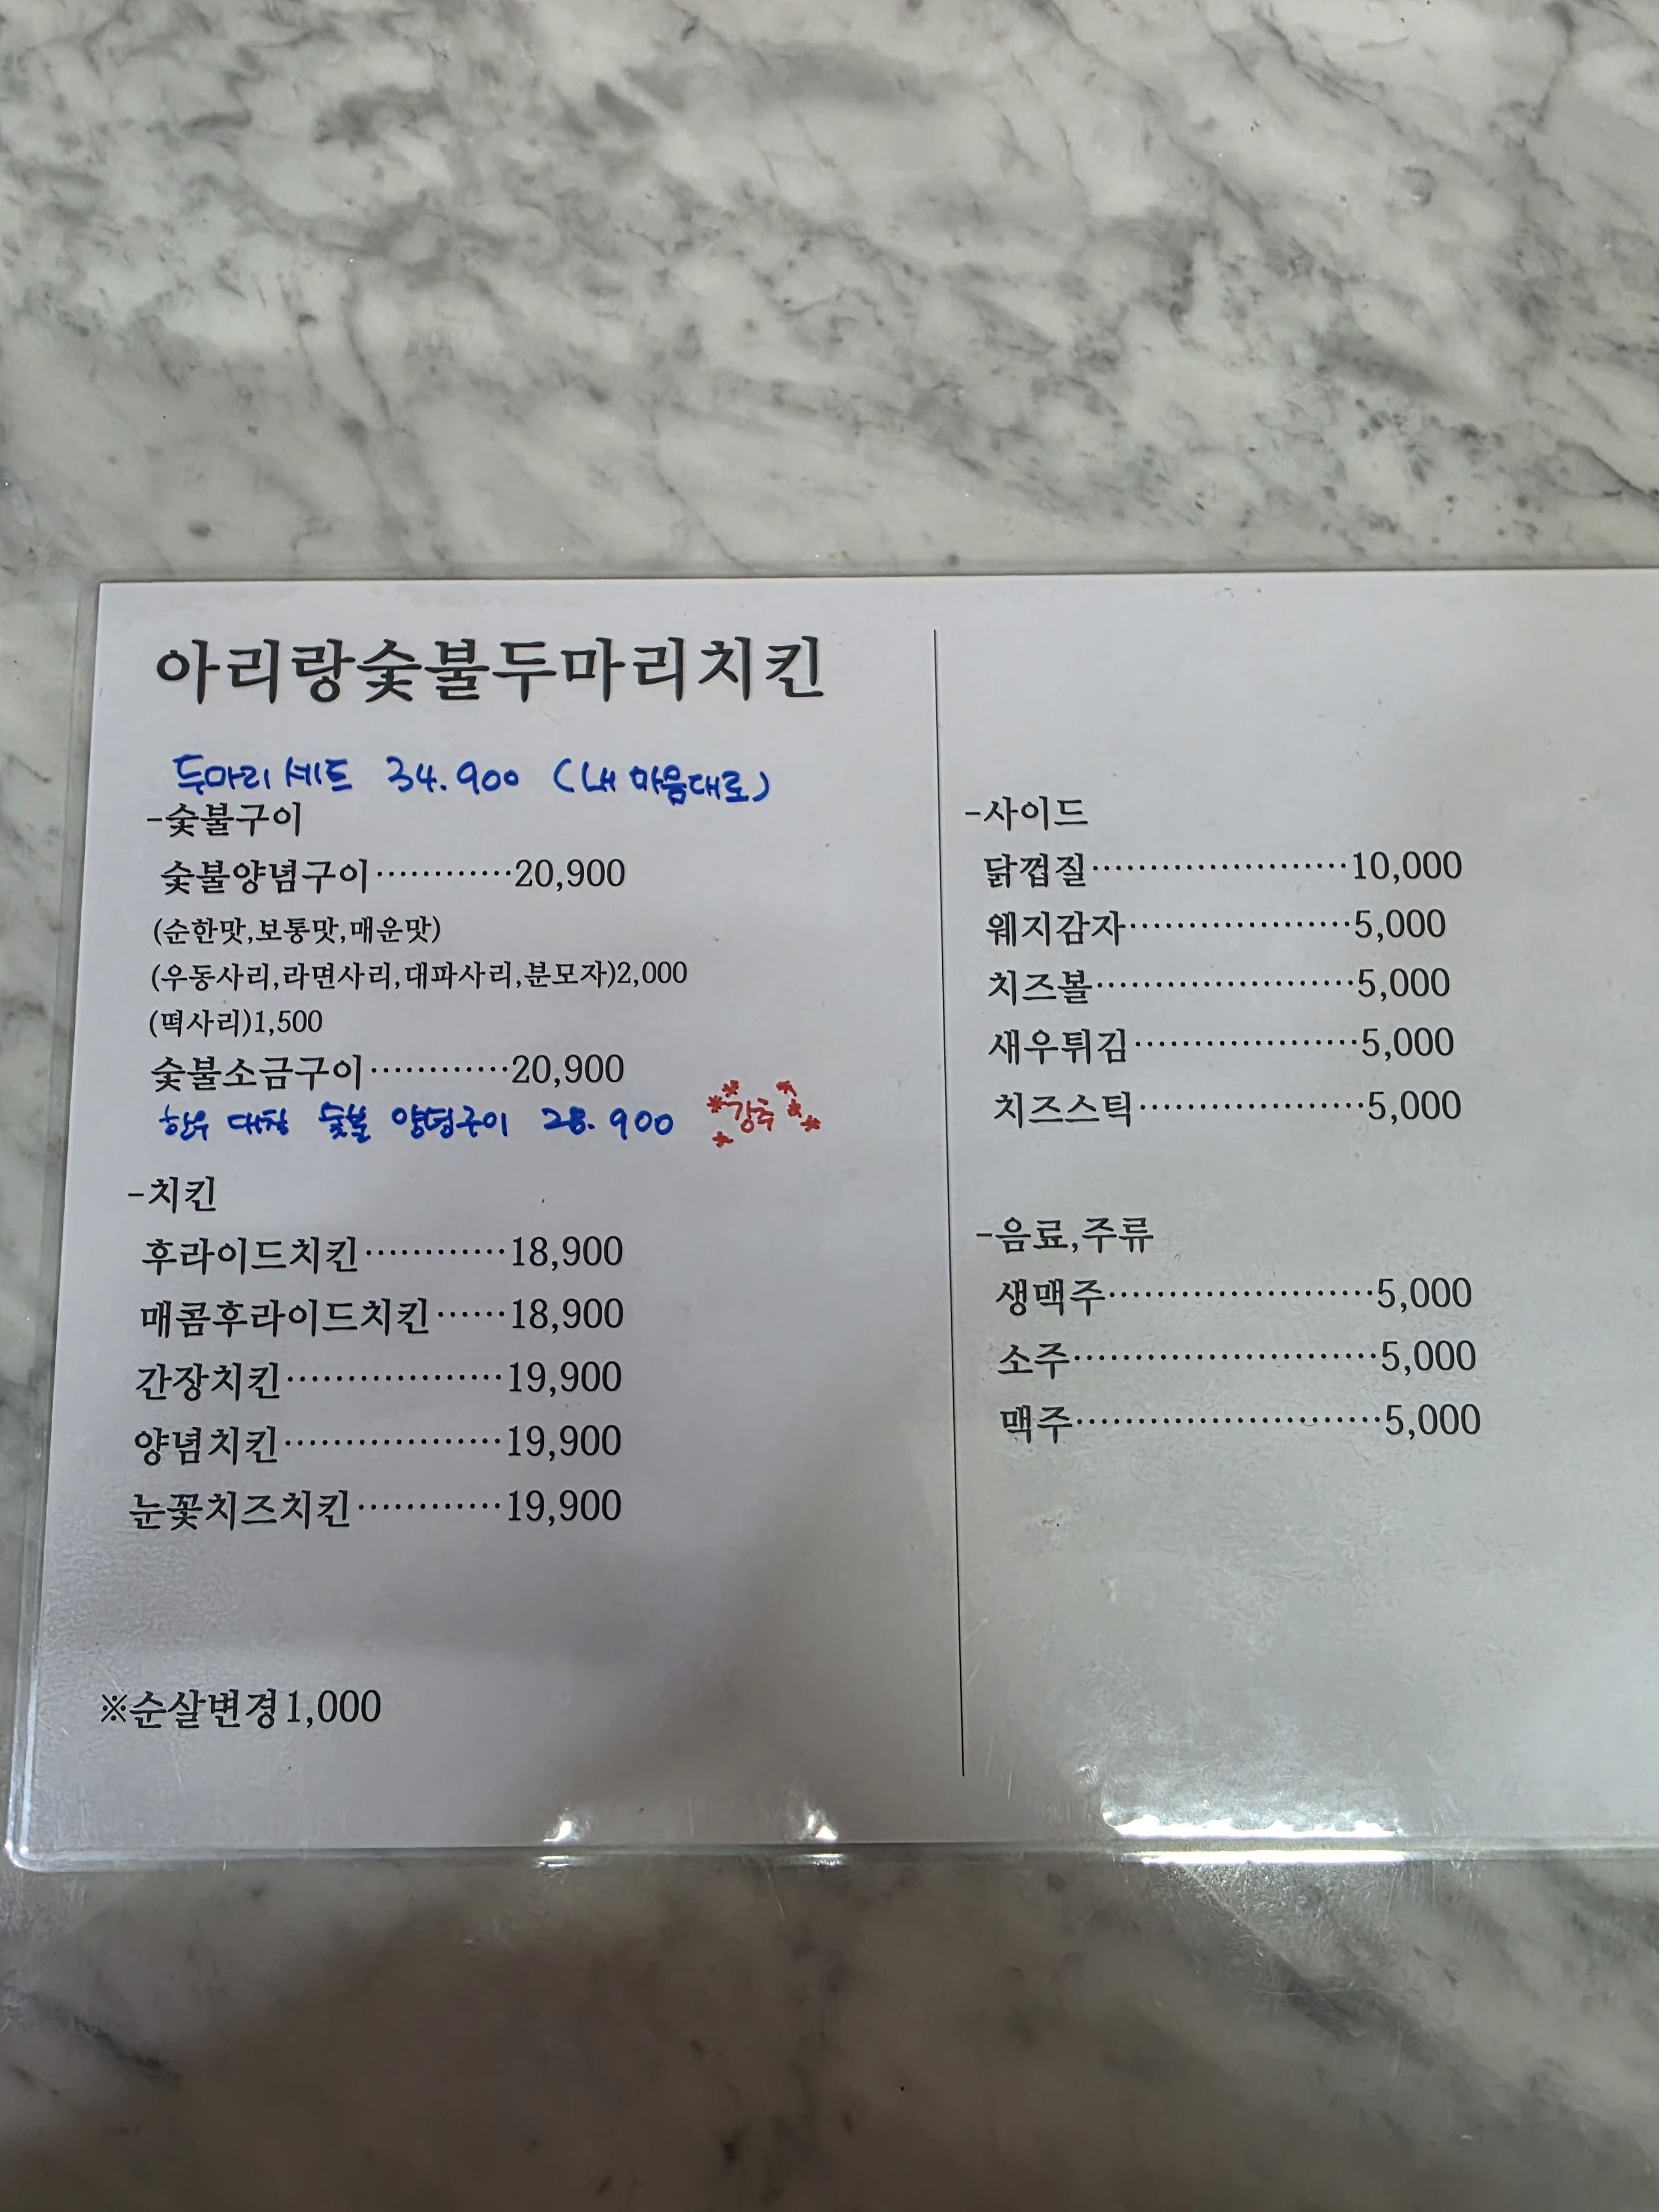 아리랑숯불두마리치킨
두마리 세트 34.900 (내 마음대로)
-숯불구이
숯불양념구이············20,900
(순한맛,보통맛,매운맛)
(우동사리,라면사리,대파사리,분모자)2,000
(떡사리)1,500
숯불소금구이············20,900
한우 대창 숯불 양념구이 28.900 강추
-치킨
후라이드치킨············18,900
매콤후라이드치킨······18,900
간장치킨··················19,900
양념치킨··················19,900
눈꽃치즈치킨············19,900
※순살변경1,000
-사이드
닭껍질·····················10,000
웨지감자···················5,000
치즈볼······················5,000
새우튀김···················5,000
치즈스틱···················5,000
-음료,주류
생맥주······················5,000
소주·························5,000
맥주·························5,000